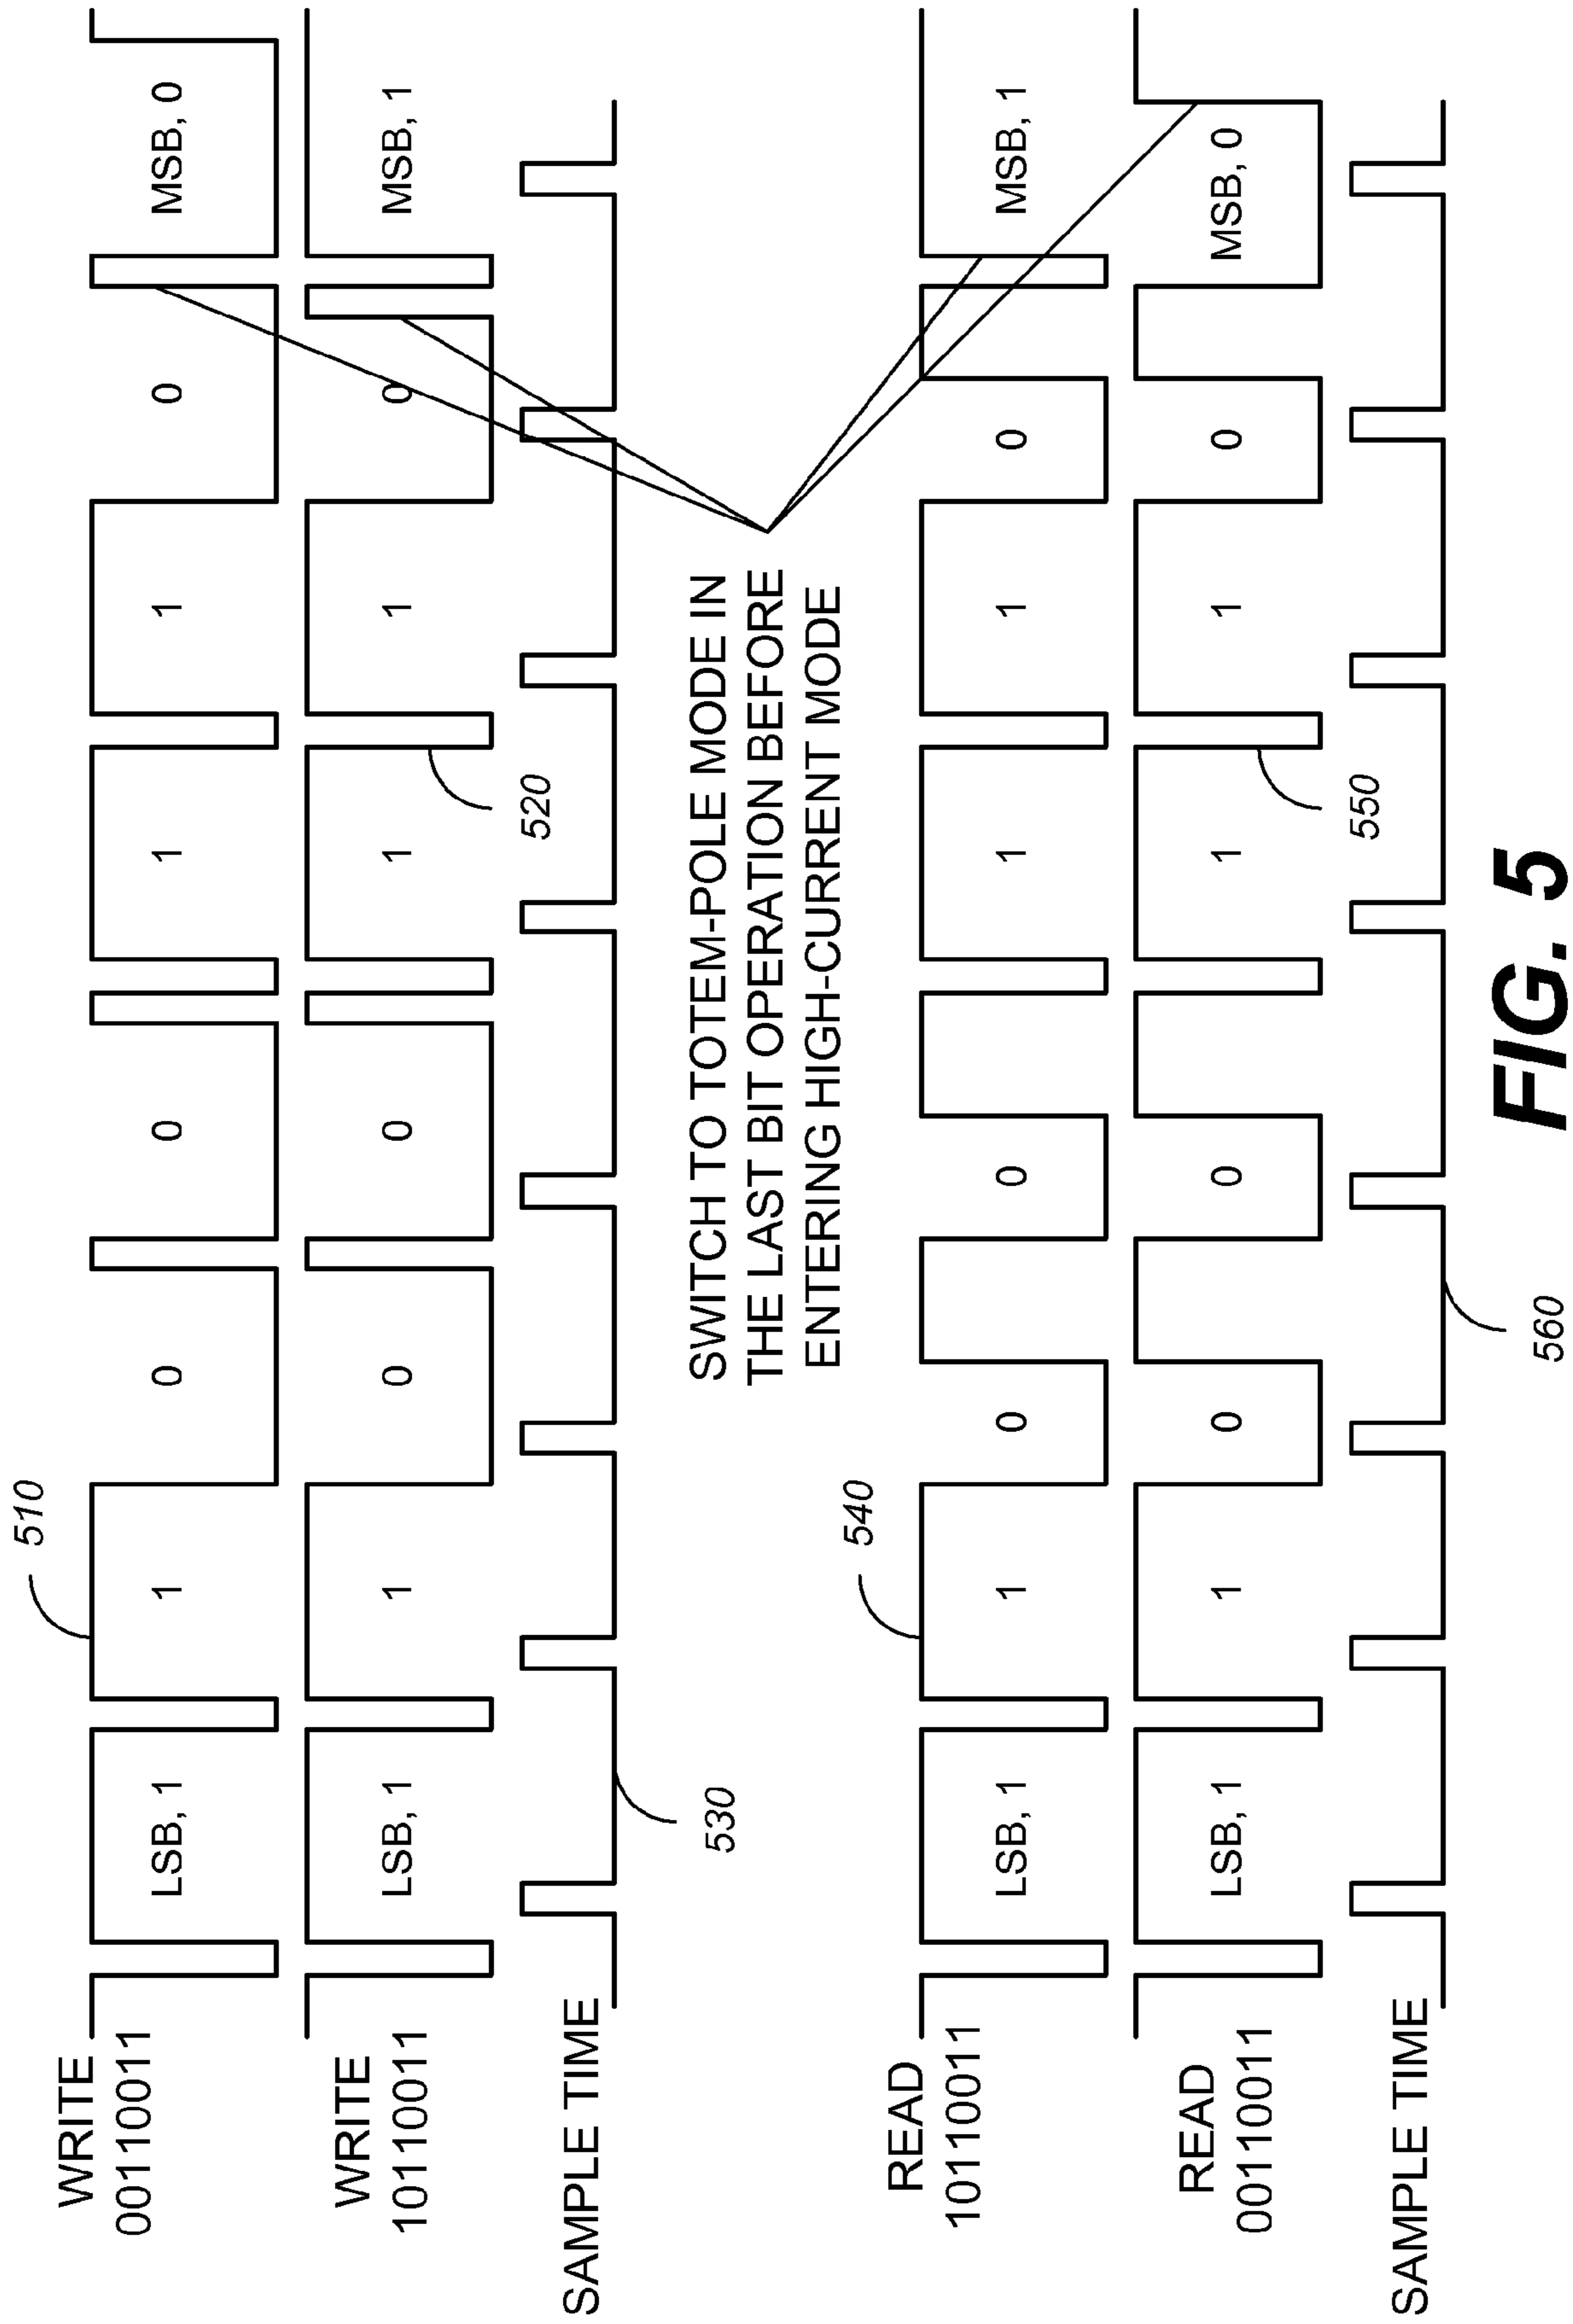 510
WRITE
00110011
LSB, 1
1
0
0
1
1
0
MSB, 0
WRITE
10110011
LSB, 1
1
0
0
1
1
0
MSB, 1
520
SAMPLE TIME
530
SWITCH TO TOTEM-POLE MODE IN
THE LAST BIT OPERATION BEFORE
ENTERING HIGH-CURRENT MODE
540
READ
10110011
LSB, 1
1
0
0
1
1
0
MSB, 1
READ
00110011
LSB, 1
1
0
0
1
1
0
MSB, 0
550
SAMPLE TIME
560
FIG. 5